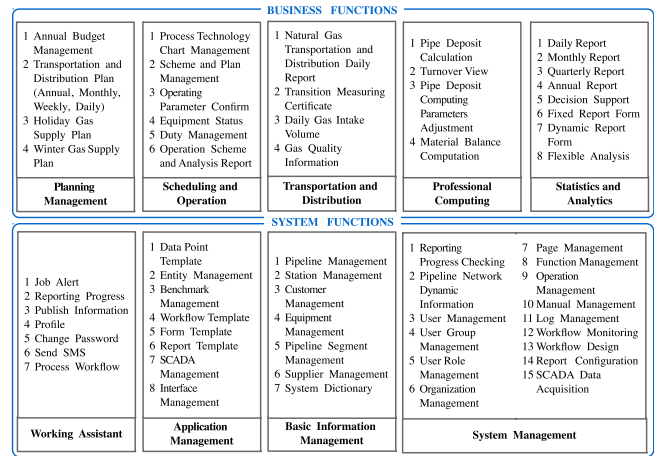 BUSINESS FUNCTIONS
1 Annual Budget
Management
2 Transportation and
Distribution Plan
(Annual, Monthly,
Weekly, Daily)
3 Holiday Gas
Supply Plan
4 Winter Gas Supply
Plan
Planning
Management
1 Process Technology
Chart Management
2 Scheme and Plan
Management
3 Operating
Parameter Confirm
4 Equipment Status
5 Duty Management
6 Operation Scheme
and Analysis Report
Scheduling and
Operation
1 Natural Gas
Transportation and
Distribution Daily
Report
2 Transition Measuring
Certificate
3 Daily Gas Intake
Volume
4 Gas Quality
Information
Transportation and
Distribution
1 Pipe Deposit
Calculation
2 Turnover View
3 Pipe Deposit
Computing
Parameters
Adjustment
4 Material Balance
Computation
Professional
Computing
1 Daily Report
2 Monthly Report
3 Quarterly Report
4 Annual Report
5 Decision Support
6 Fixed Report Form
7 Dynamic Report
Form
8 Flexible Analysis
Statistics and
Analytics
SYSTEM FUNCTIONS
1 Job Alert
2 Reporting Progress
3 Publish Information
4 Profile
5 Change Password
6 Send SMS
7 Process Workflow
Working Assistant
1 Data Point
Template
2 Entity Management
3 Benchmark
Management
4 Workflow Template
5 Form Template
6 Report Template
7 SCADA
Management
8 Interface
Management
Application
Management
1 Pipeline Management
2 Station Management
3 Customer
Management
4 Equipment
Management
5 Pipeline Segment
Management
6 Supplier Management
7 System Dictionary
Basic Information
Management
1 Reporting
Progress Checking
2 Pipeline Network
Dynamic
Information
3 User Management
4 User Group
Management
5 User Role
Management
6 Organization
Management
7 Page Management
8 Function Management
9 Operation
Management
10 Manual Management
11 Log Management
12 Workflow Monitoring
13 Workflow Design
14 Report Configuration
15 SCADA Data
Acquisition
System Management